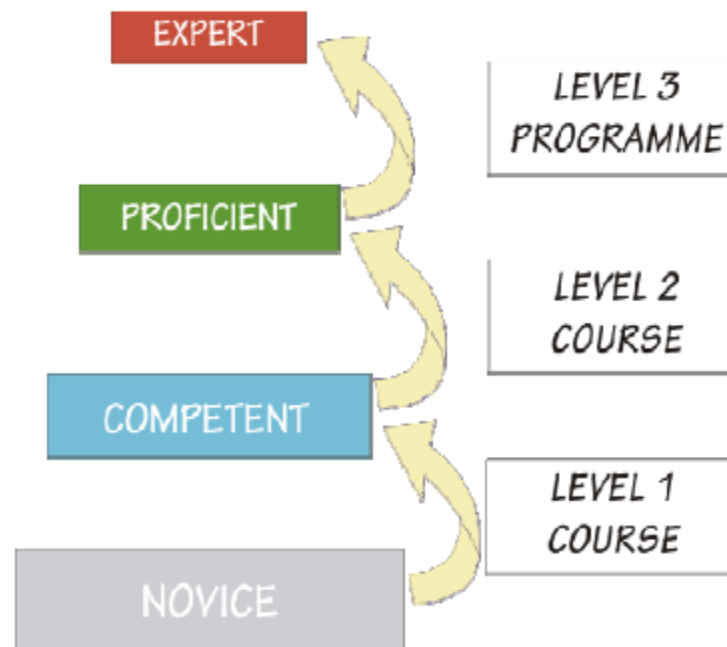 EXPERT
LEVEL 3
PROGRAMME
PROFICIENT
LEVEL 2
COURSE
COMPETENT
LEVEL 1
COURSE
NOVICE